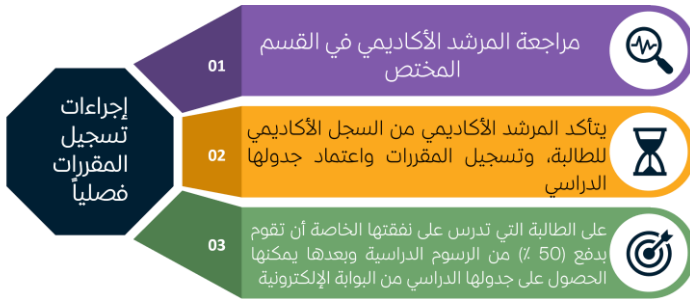 إجراءات
تسجيل
المقررات
فصلياً
01
مراجعة المرشد الأكاديمي في القسم
المختص
02
يتأكد المرشد الأكاديمي من السجل الأكاديمي
للطالبة، وتسجيل المقررات واعتماد جدولها
الدراسي
03
على الطالبة التي تدرس على نفقتها الخاصة أن تقوم
بدفع (50 ٪) من الرسوم الدراسية وبعدها يمكنها
الحصول على جدولها الدراسي من البوابة الإلكترونية